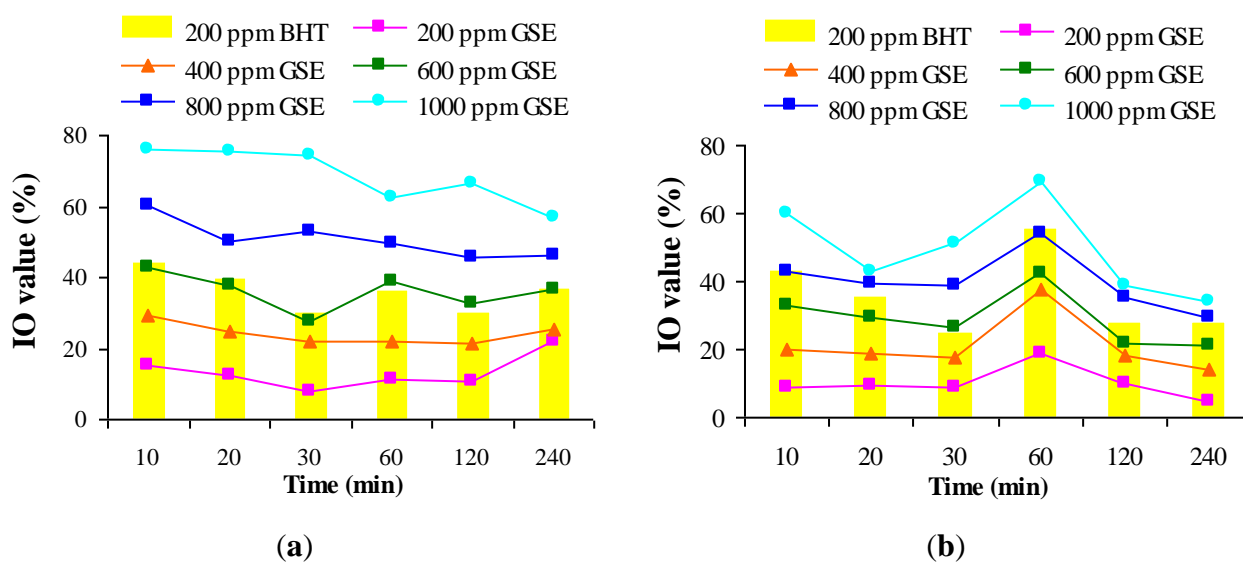 200 ppm BHT 200 ppm GSE
400 ppm GSE 600 ppm GSE
800 ppm GSE 1000 ppm GSE
IO value (%)
80
60
40
20
0
10 20 30 60 120 240
Time (min)
(a)
200 ppm BHT 200 ppm GSE
400 ppm GSE 600 ppm GSE
800 ppm GSE 1000 ppm GSE
IO value (%)
80
60
40
20
0
10 20 30 60 120 240
Time (min)
(b)